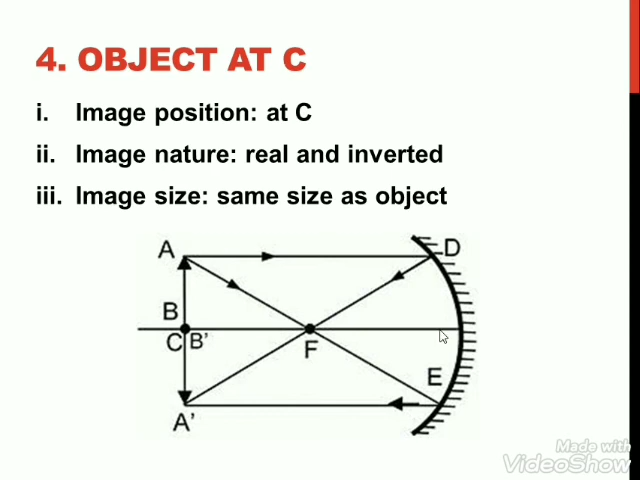 4. OBJECT AT C
i. Image position: at C
ii. Image nature: real and inverted
iii. Image size: same size as object
A
D
B
C B'
F
E
A'
Made with
VideoShow